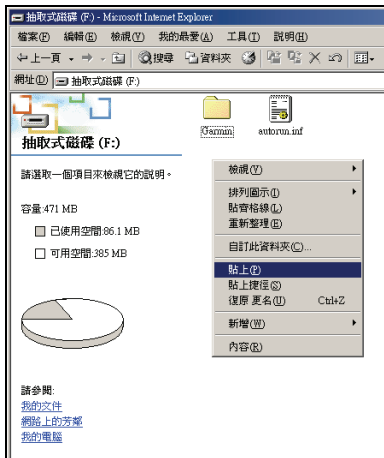 抽取式磁碟 (F:) - Microsoft Internet Explorer
檔案(F) 編輯(E) 檢視(V) 我的最愛(A) 工具(T) 說明(H)
上一頁 搜尋 資料夾
網址(D) 抽取式磁碟 (F:)
抽取式磁碟 (F:)
Garmin autorun.inf
請選取一個項目來檢視它的說明。
容量:471 MB
已使用空間:86.1 MB
可用空間:385 MB
檢視(V)
排列圖示(I)
貼齊格線(L)
重新整理(E)
自訂此資料夾(C)...
貼上(P)
貼上捷徑(S)
復原 更名(U) Ctrl+Z
新增(W)
內容(R)
請參閱:
我的文件
網路上的芳鄰
我的電腦